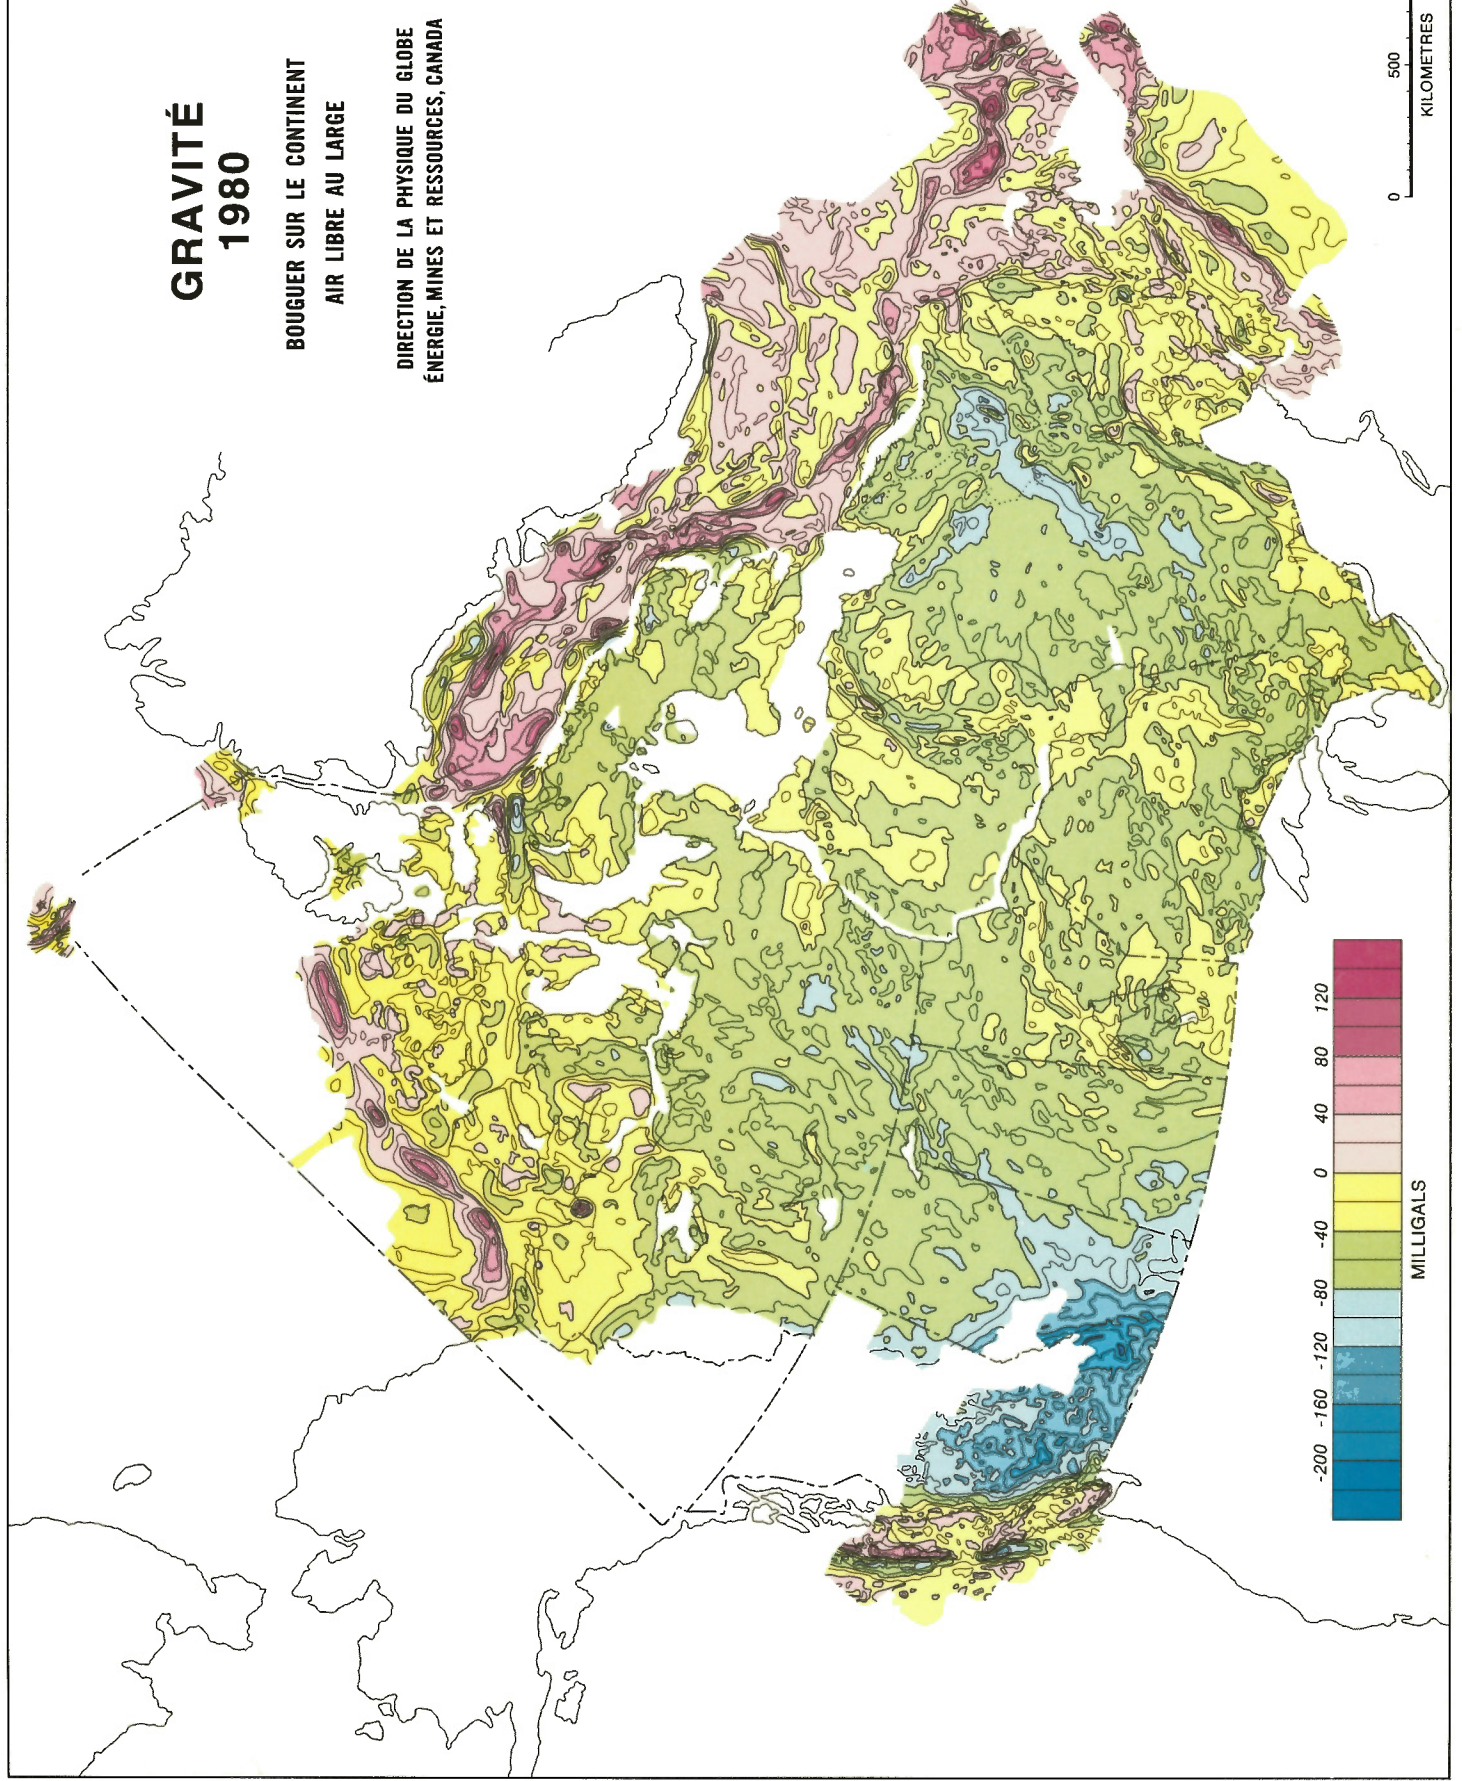 GRAVITÉ
1980
BOUGUER SUR LE CONTINENT
AIR LIBRE AU LARGE
DIRECTION DE LA PHYSIQUE DU GLOBE
ÉNERGIE, MINES ET RESSOURCES, CANADA
-200 -160 -120 -80 -40 0 40 80 120
MILLIGALS
0 500
KILOMETRES